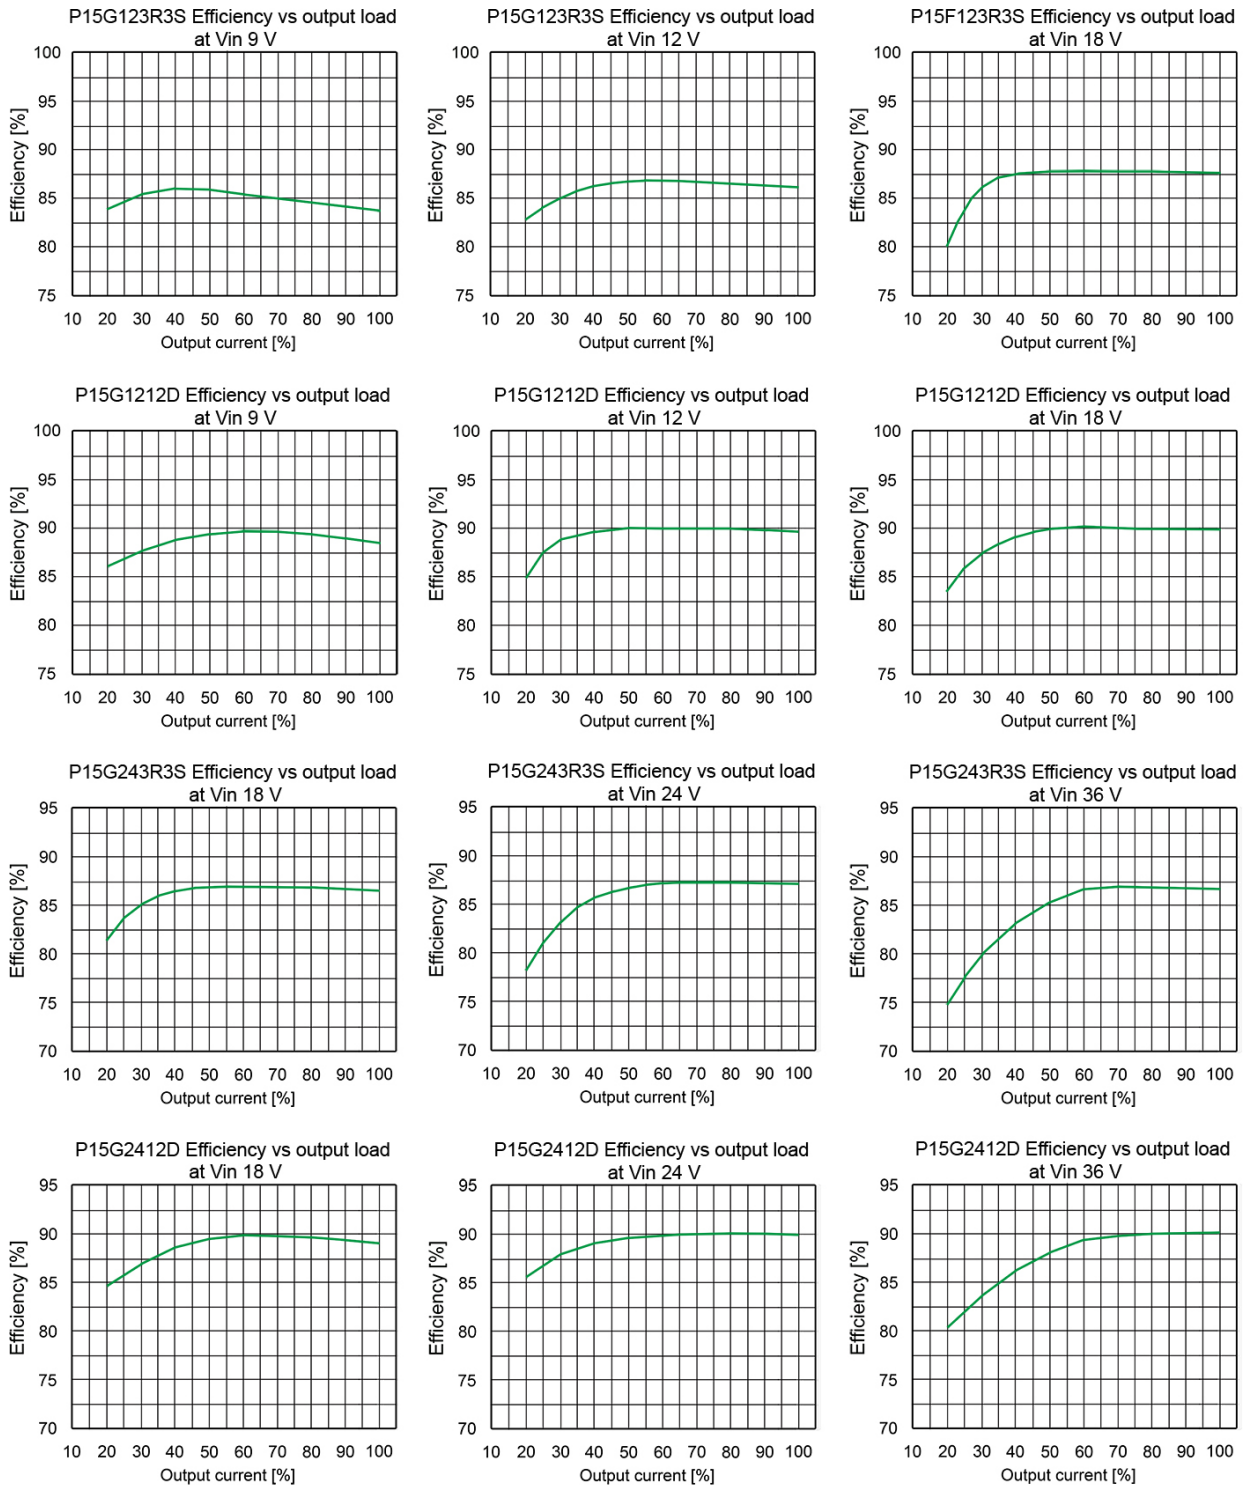 P15G123R3S Efficiency vs output load
at Vin 9 V
100
95
90
85
80
75
Efficiency [%]
10 20 30 40 50 60 70 80 90 100
Output current [%]
P15G123R3S Efficiency vs output load
at Vin 12 V
100
95
90
85
80
75
Efficiency [%]
10 20 30 40 50 60 70 80 90 100
Output current [%]
P15F123R3S Efficiency vs output load
at Vin 18 V
100
95
90
85
80
75
Efficiency [%]
10 20 30 40 50 60 70 80 90 100
Output current [%]
P15G1212D Efficiency vs output load
at Vin 9 V
100
95
90
85
80
75
Efficiency [%]
10 20 30 40 50 60 70 80 90 100
Output current [%]
P15G1212D Efficiency vs output load
at Vin 12 V
100
95
90
85
80
75
Efficiency [%]
10 20 30 40 50 60 70 80 90 100
Output current [%]
P15G1212D Efficiency vs output load
at Vin 18 V
100
95
90
85
80
75
Efficiency [%]
10 20 30 40 50 60 70 80 90 100
Output current [%]
P15G243R3S Efficiency vs output load
at Vin 18 V
95
90
85
80
75
70
Efficiency [%]
10 20 30 40 50 60 70 80 90 100
Output current [%]
P15G243R3S Efficiency vs output load
at Vin 24 V
95
90
85
80
75
70
Efficiency [%]
10 20 30 40 50 60 70 80 90 100
Output current [%]
P15G243R3S Efficiency vs output load
at Vin 36 V
95
90
85
80
75
70
Efficiency [%]
10 20 30 40 50 60 70 80 90 100
Output current [%]
P15G2412D Efficiency vs output load
at Vin 18 V
95
90
85
80
75
70
Efficiency [%]
10 20 30 40 50 60 70 80 90 100
Output current [%]
P15G2412D Efficiency vs output load
at Vin 24 V
95
90
85
80
75
70
Efficiency [%]
10 20 30 40 50 60 70 80 90 100
Output current [%]
P15G2412D Efficiency vs output load
at Vin 36 V
95
90
85
80
75
70
Efficiency [%]
10 20 30 40 50 60 70 80 90 100
Output current [%]